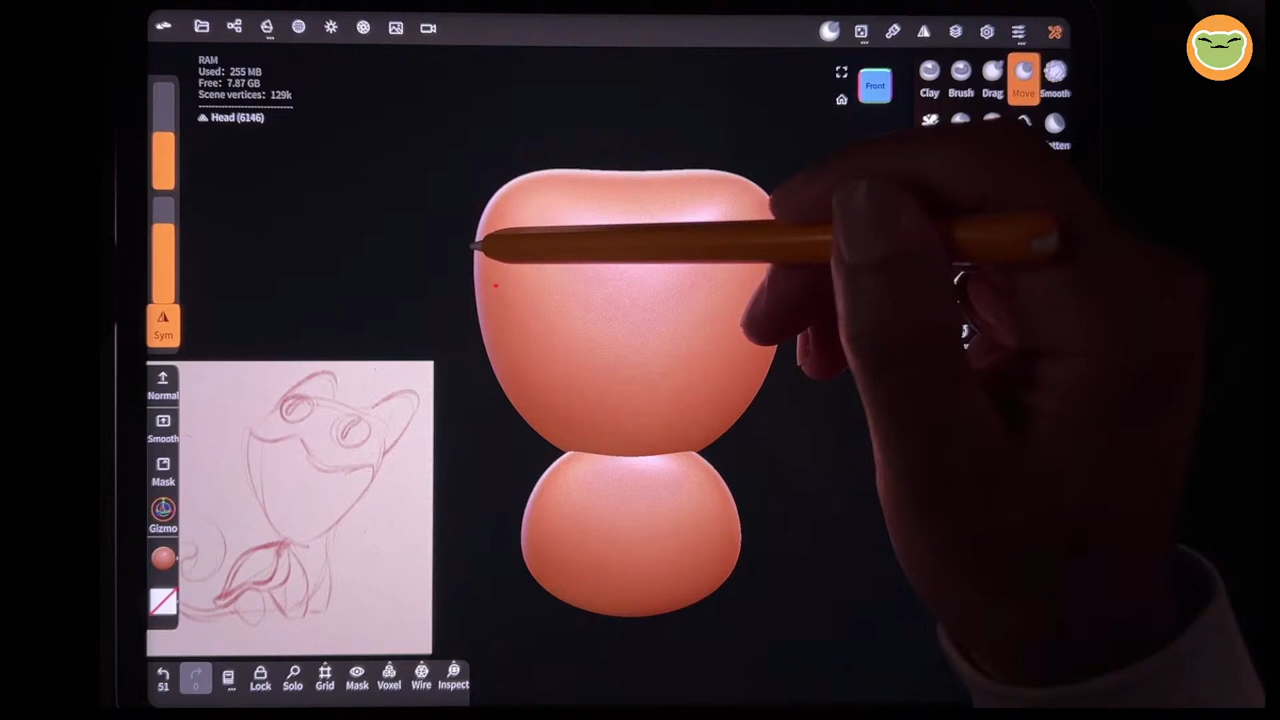 RAM
Used: 255 MB
Free: 7.87 GB
Scene vertices: 129k
Head (6146)
Front
Clay
Brush
Drag
Move
Smooth
Sym
Normal
Smooth
Mask
Gizmo
51
0
Lock
Solo
Grid
Mask
Voxel
Wire
Inspect